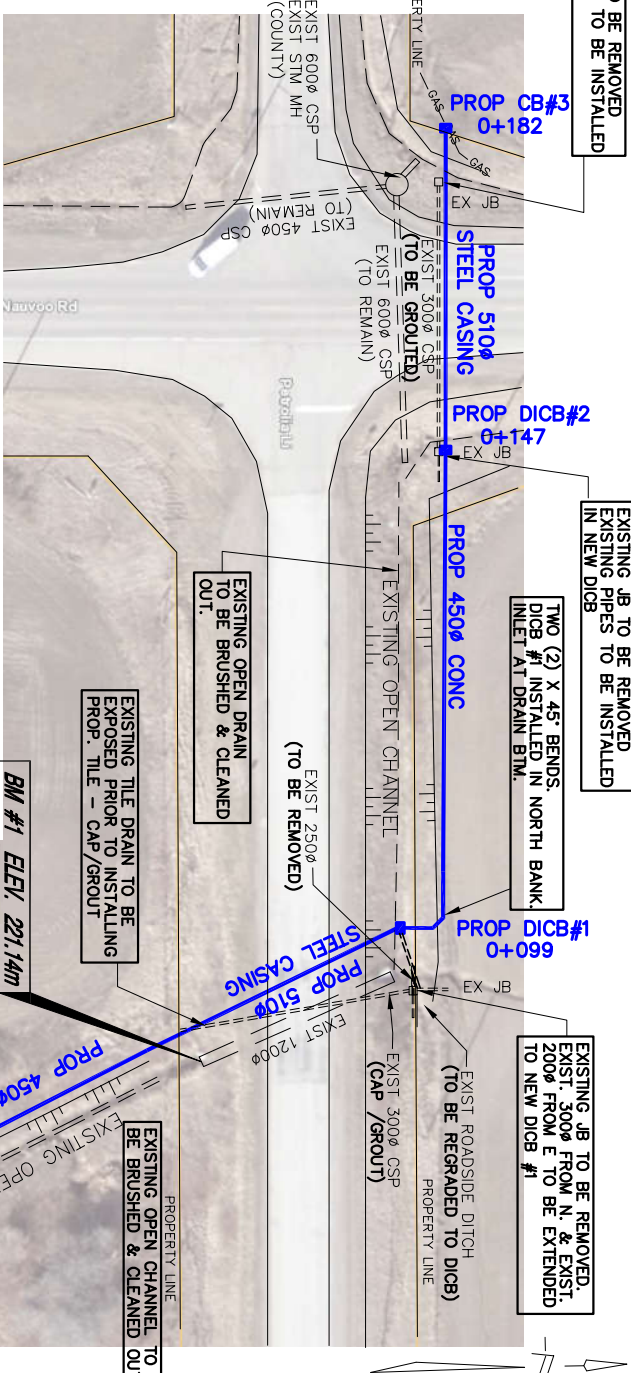 O BE REMOVED
TO BE INSTALLED
PERTY LINE
GAS
GAS
PROP CB#3
0+182
EX JB
EXIST 600Ø CSP
EXIST STM MH
(COUNTY)
EXIST 450Ø CSP
(TO REMAIN)
PROP 510Ø
STEEL CASING
EXIST 300Ø CSP
(TO BE GROUTED)
EXIST 600Ø CSP
(TO REMAIN)
Nauvoo Rd
Petrolia Li
PROP DICB#2
0+147
EX JB
EXISTING JB TO BE REMOVED
EXISTING PIPES TO BE INSTALLED
IN NEW DICB
PROP 450Ø CONC
TWO (2) X 45° BENDS.
DICB #1 INSTALLED IN NORTH BANK.
INLET AT DRAIN BTM.
EXISTING OPEN CHANNEL
EXISTING OPEN DRAIN
TO BE BRUSHED & CLEANED
OUT.
EXIST 250Ø
(TO BE REMOVED)
PROP DICB#1
0+099
EX JB
EXISTING JB TO BE REMOVED.
EXIST. 300Ø FROM N. & EXIST.
200Ø FROM E TO BE EXTENDED
TO NEW DICB #1
EXIST ROADSIDE DITCH
(TO BE REGRADED TO DICB)
PROPERTY LINE
EXIST 300Ø CSP
(CAP /GROUT)
PROP 510Ø
STEEL CASING
EXIST 1200Ø
EXISTING TILE DRAIN TO BE
EXPOSED PRIOR TO INSTALLING
PROP. TILE - CAP/GROUT
BM #1 ELEV. 221.14m
PROP 450Ø
EXISTING OPE
PROPERTY LINE
EXISTING OPEN CHANNEL TO
BE BRUSHED & CLEANED OU